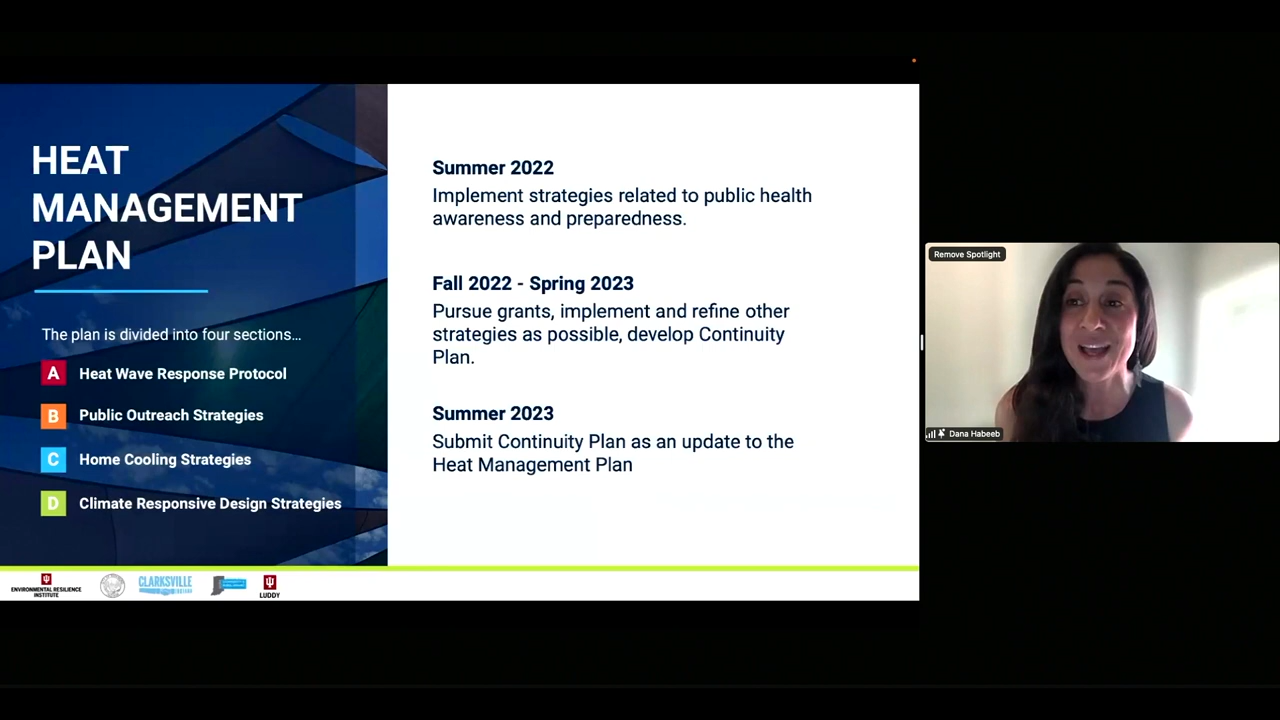 HEAT
MANAGEMENT
PLAN
The plan is divided into four sections...
A Heat Wave Response Protocol
B Public Outreach Strategies
C Home Cooling Strategies
D Climate Responsive Design Strategies
Summer 2022
Implement strategies related to public health
awareness and preparedness.
Fall 2022 - Spring 2023
Pursue grants, implement and refine other
strategies as possible, develop Continuity
Plan.
Summer 2023
Submit Continuity Plan as an update to the
Heat Management Plan
ENVIRONMENTAL RESILIENCE
INSTITUTE
CLARKSVILLE
LUDDY
Remove Spotlight
Dana Habeeb